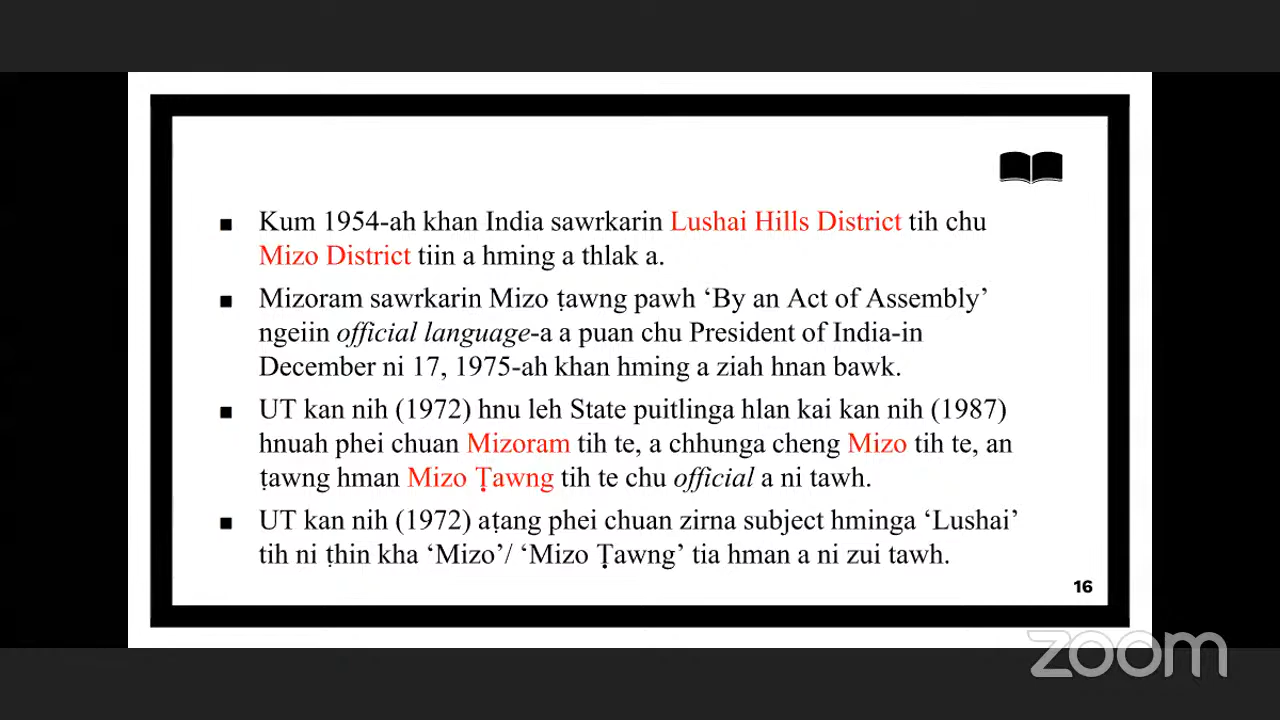 ▪ Kum 1954-ah khan India sawrkarin Lushai Hills District tih chu
Mizo District tiin a hming a thlak a.
▪ Mizoram sawrkarin Mizo ṭawng pawh ‘By an Act of Assembly’
ngeiin official language-a a puan chu President of India-in
December ni 17, 1975-ah khan hming a ziah hnan bawk.
▪ UT kan nih (1972) hnu leh State puitlinga hlan kai kan nih (1987)
hnuah phei chuan Mizoram tih te, a chhunga cheng Mizo tih te, an
ṭawng hman Mizo Ṭawng tih te chu official a ni tawh.
▪ UT kan nih (1972) aṭang phei chuan zirna subject hminga ‘Lushai’
tih ni ṭhin kha ‘Mizo’/ ‘Mizo Ṭawng’ tia hman a ni zui tawh.
16
zoom